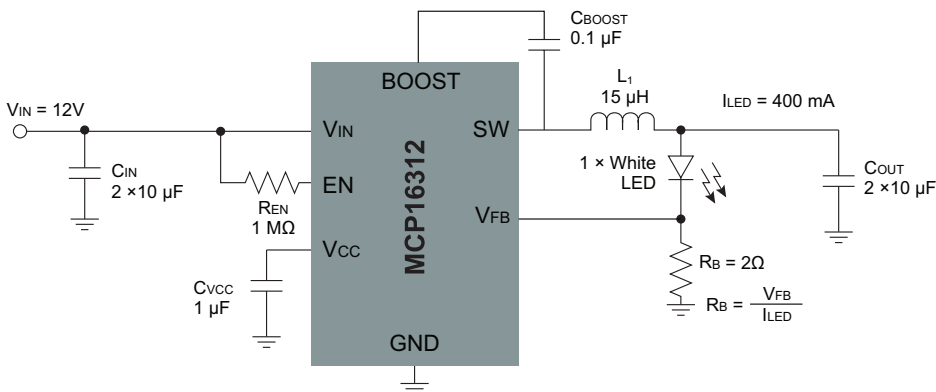 CBOOST
0.1 µF
BOOST
L1
15 µH
ILED = 400 mA
VIN = 12V
VIN
SW
CIN
2 ×10 µF
EN
REN
1 MΩ
MCP16312
1 × White
LED
COUT
2 ×10 µF
VFB
VCC
CVCC
1 µF
RB = 2Ω
RB = VFB
ILED
GND